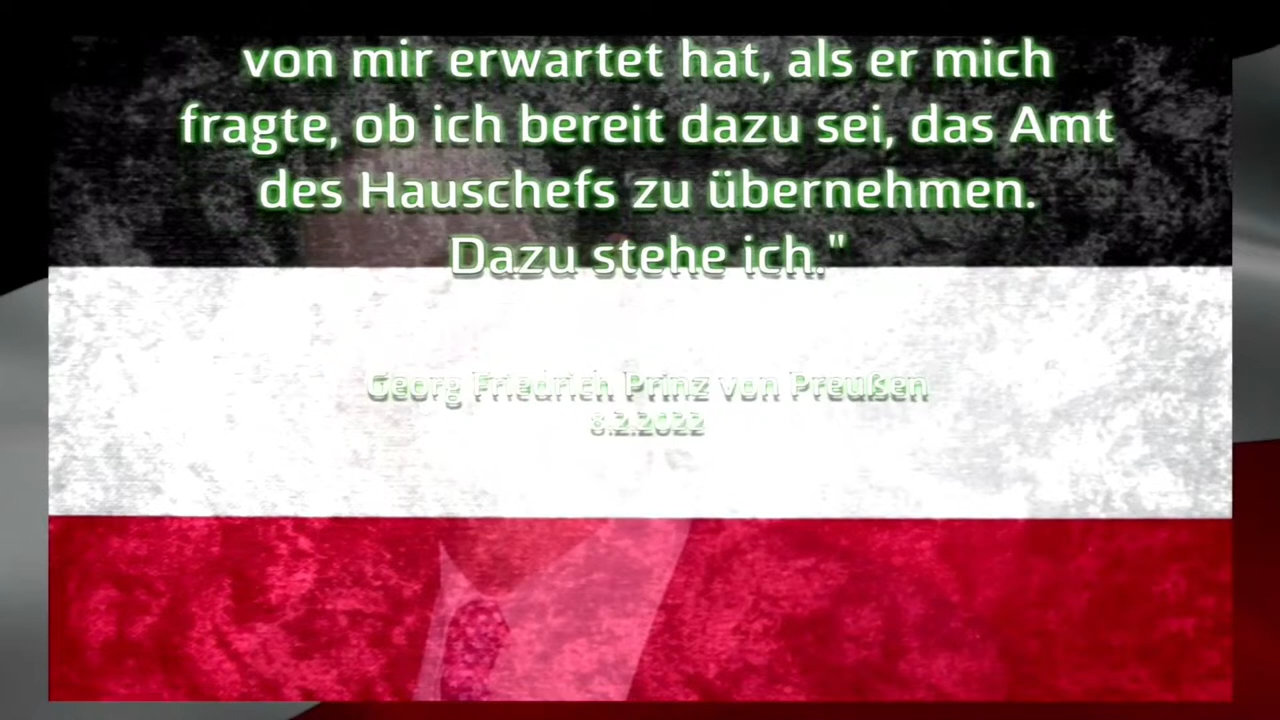 von mir erwartet hat, als er mich
fragte, ob ich bereit dazu sei, das Amt
des Hauschefs zu übernehmen.
Dazu stehe ich."
Georg Friedrich Prinz von Preußen
8.2.2022